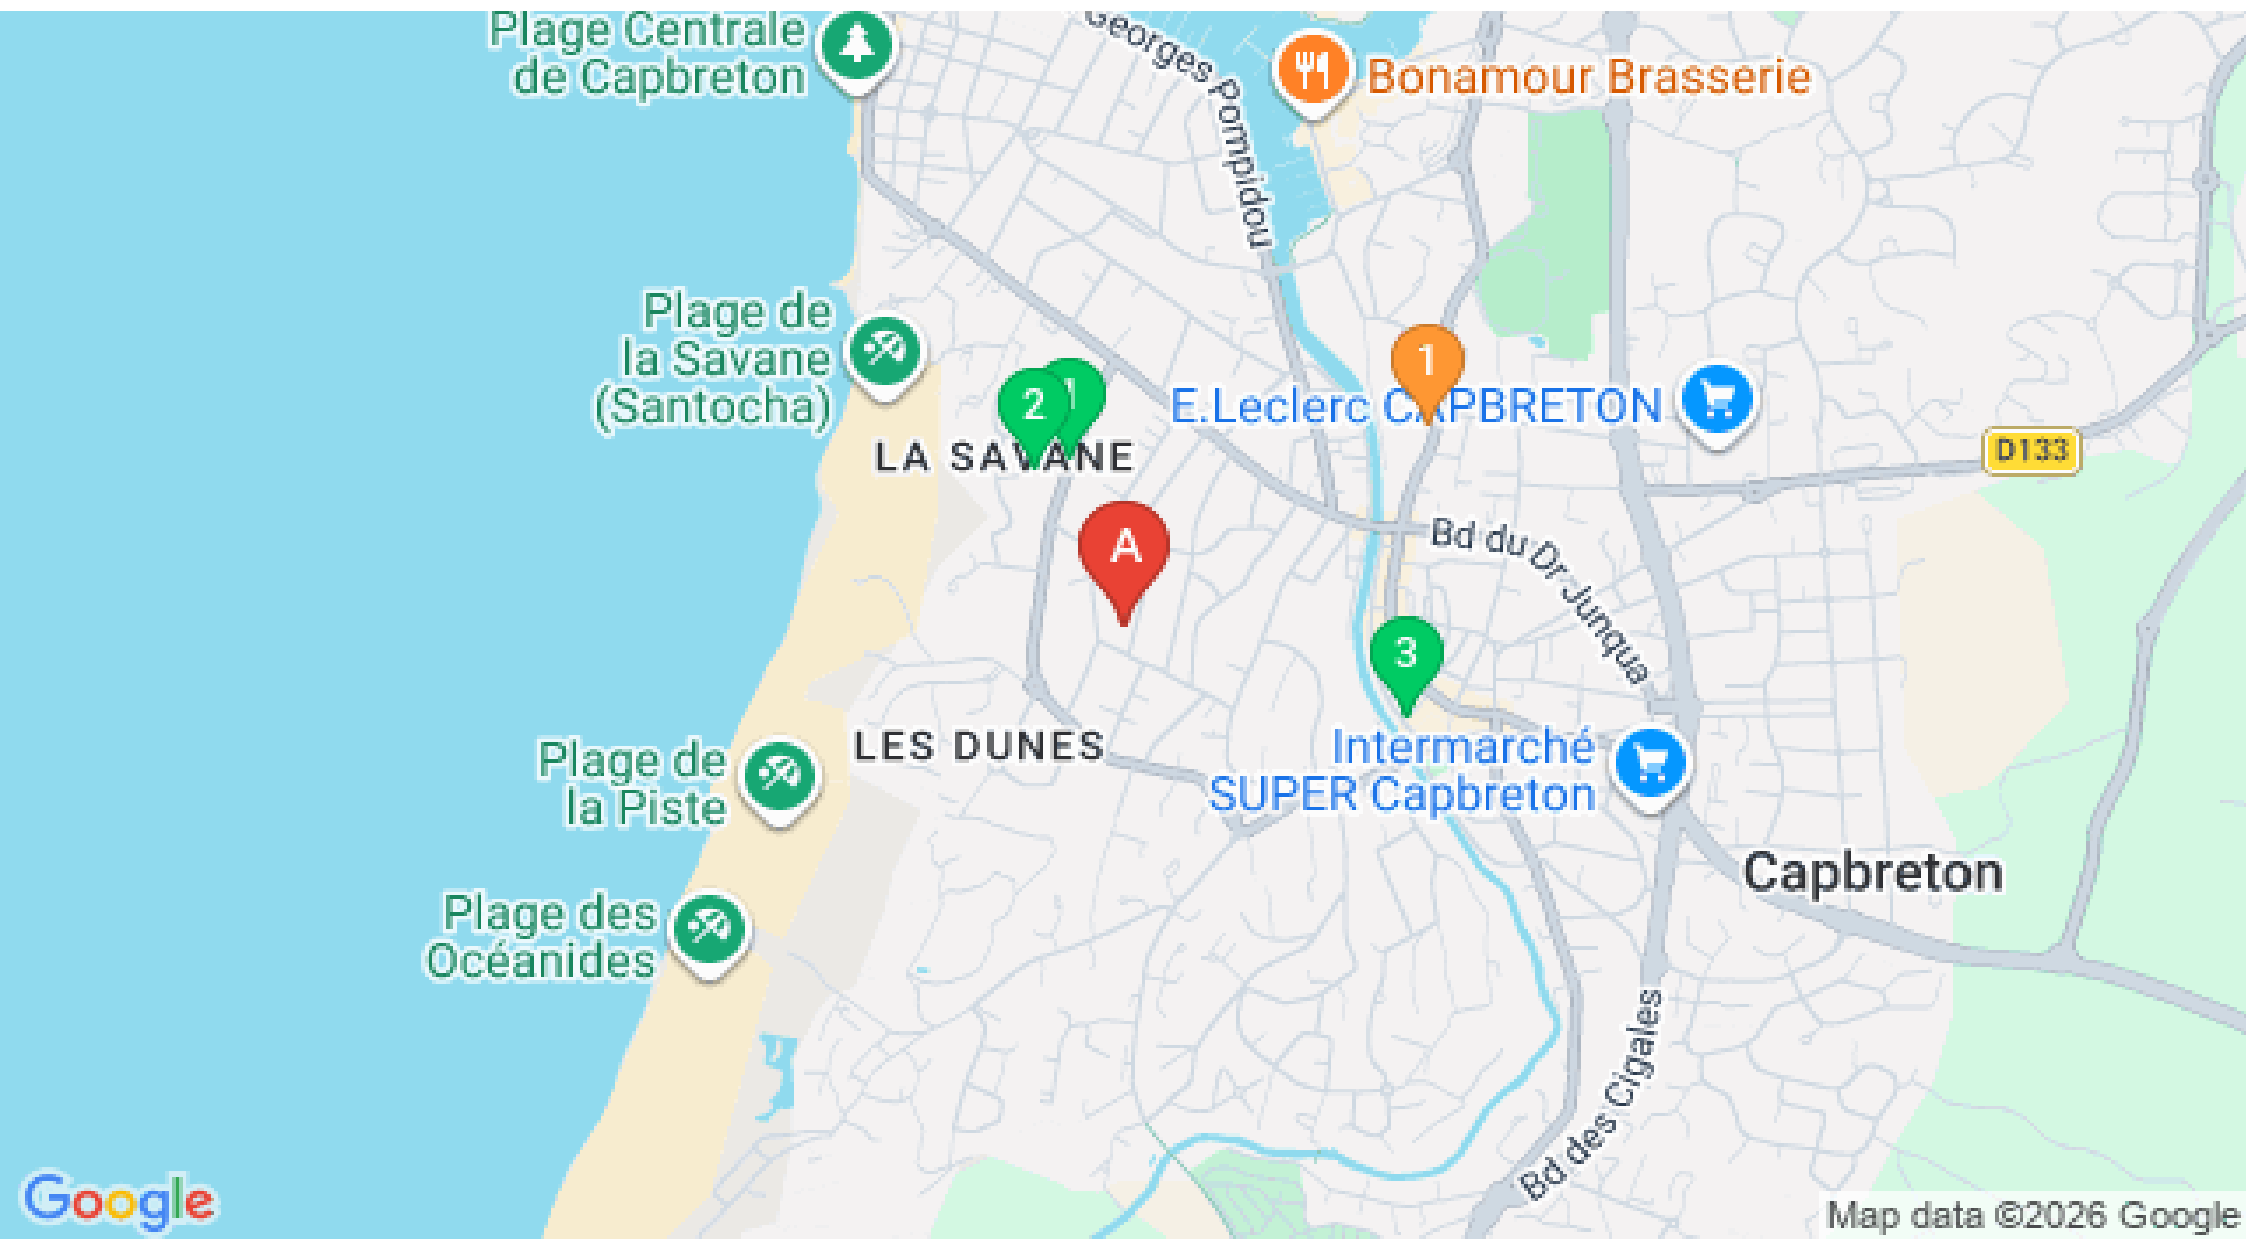 Plage Centrale
de Capbreton
Georges Pompidou
Bonamour Brasserie
Plage de
la Savane
(Santocha)
1
2
1
E.Leclerc CAPBRETON
LA SAVANE
D133
A
Bd du Dr Junqua
3
Plage de
la Piste
LES DUNES
Intermarché
SUPER Capbreton
Capbreton
Plage des
Océanides
Bd des Cigales
Google
Map data ©2026 Google